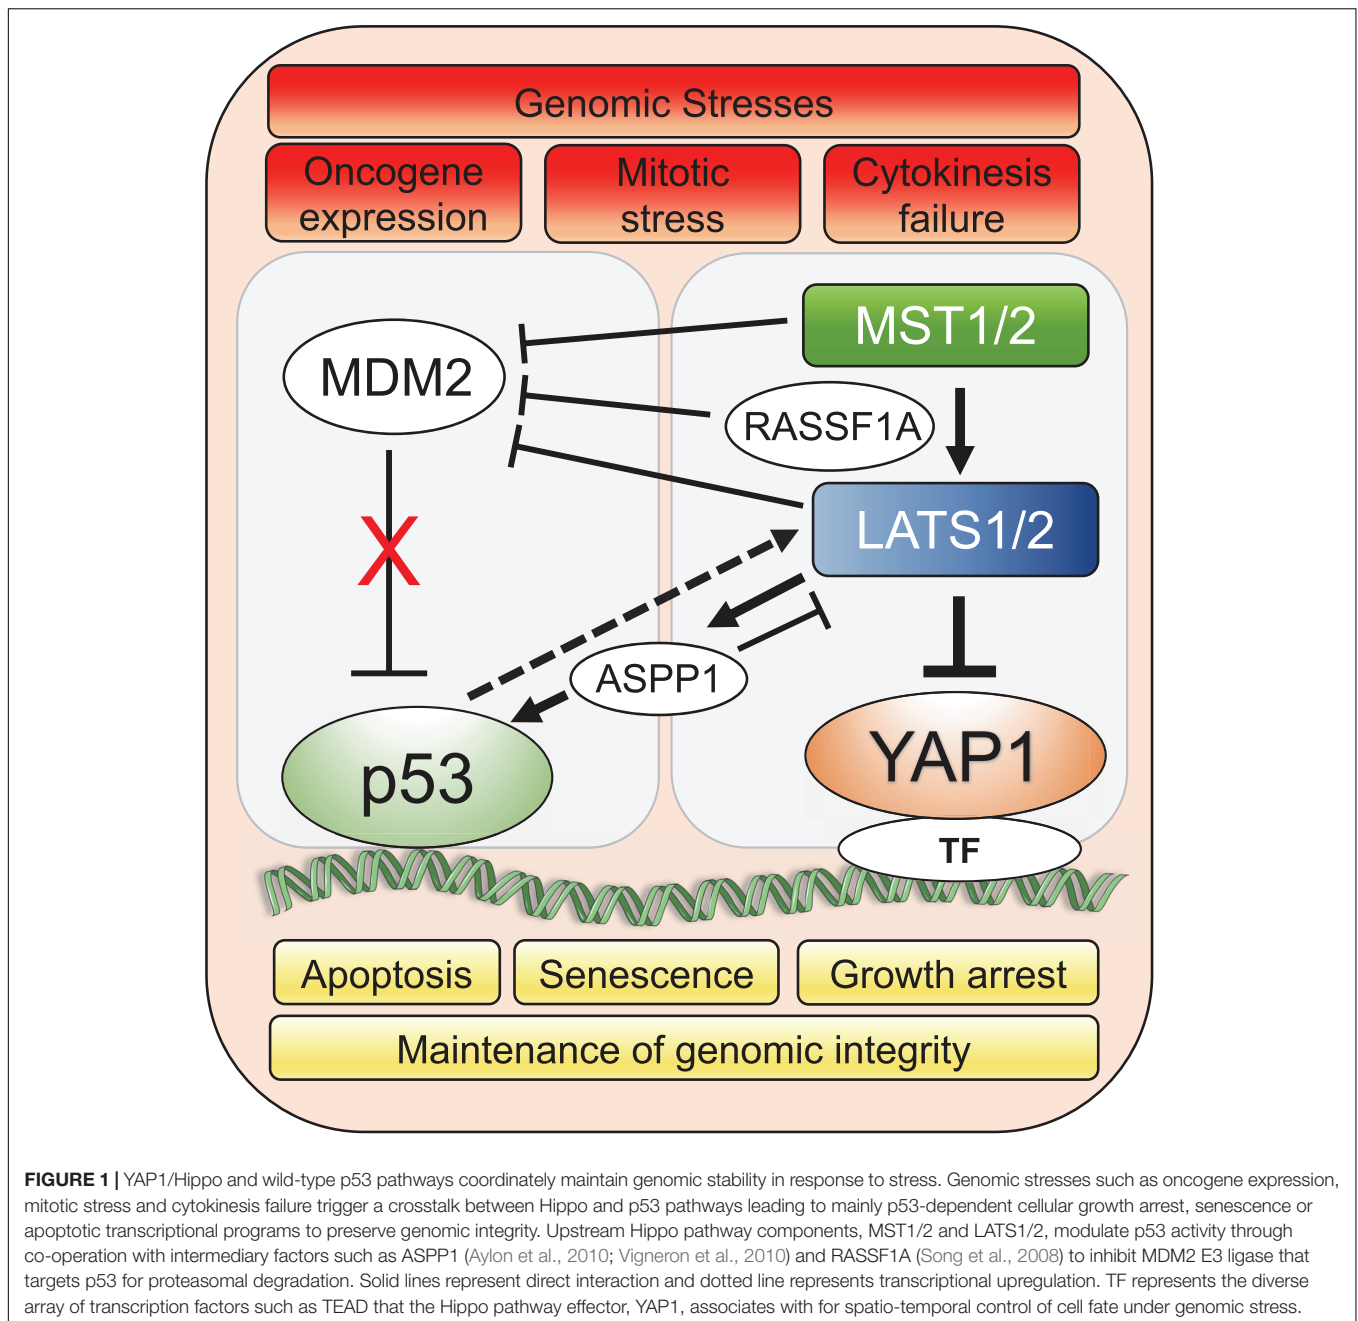 Genomic Stresses
Oncogene
expression
Mitotic
stress
Cytokinesis
failure
MST1/2
MDM2
RASSF1A
LATS1/2
X
ASPP1
p53
YAP1
TF
Apoptosis
Senescence
Growth arrest
Maintenance of genomic integrity
FIGURE 1 | YAP1/Hippo and wild-type p53 pathways coordinately maintain genomic stability in response to stress. Genomic stresses such as oncogene expression,
mitotic stress and cytokinesis failure trigger a crosstalk between Hippo and p53 pathways leading to mainly p53-dependent cellular growth arrest, senescence or
apoptotic transcriptional programs to preserve genomic integrity. Upstream Hippo pathway components, MST1/2 and LATS1/2, modulate p53 activity through
co-operation with intermediary factors such as ASPP1 (Aylon et al., 2010; Vigneron et al., 2010) and RASSF1A (Song et al., 2008) to inhibit MDM2 E3 ligase that
targets p53 for proteasomal degradation. Solid lines represent direct interaction and dotted line represents transcriptional upregulation. TF represents the diverse
array of transcription factors such as TEAD that the Hippo pathway effector, YAP1, associates with for spatio-temporal control of cell fate under genomic stress.